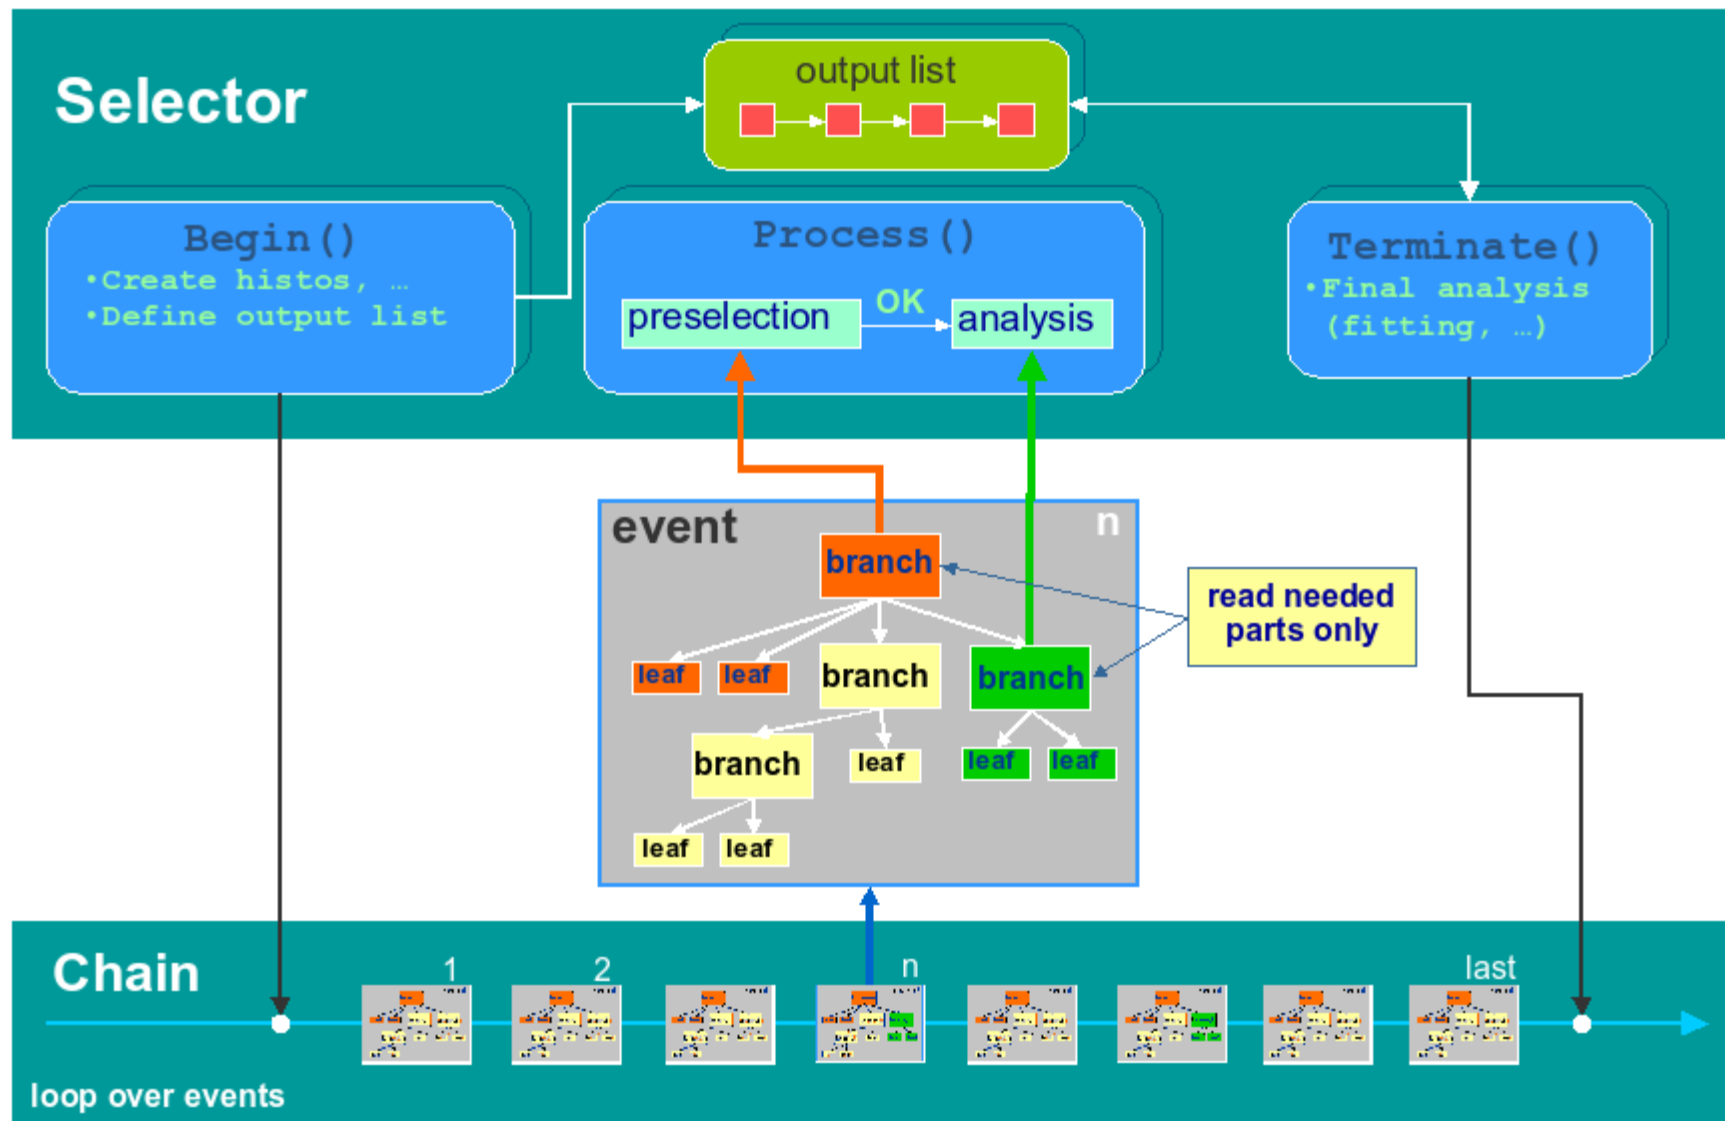 Selector
output list
Begin()
•Create histos, …
•Define output list
Process()
preselection
OK
analysis
Terminate()
•Final analysis
(fitting, …)
event
n
branch
read needed
parts only
leaf
leaf
branch
branch
branch
leaf
leaf
leaf
leaf
leaf
Chain
1
2
n
last
loop over events